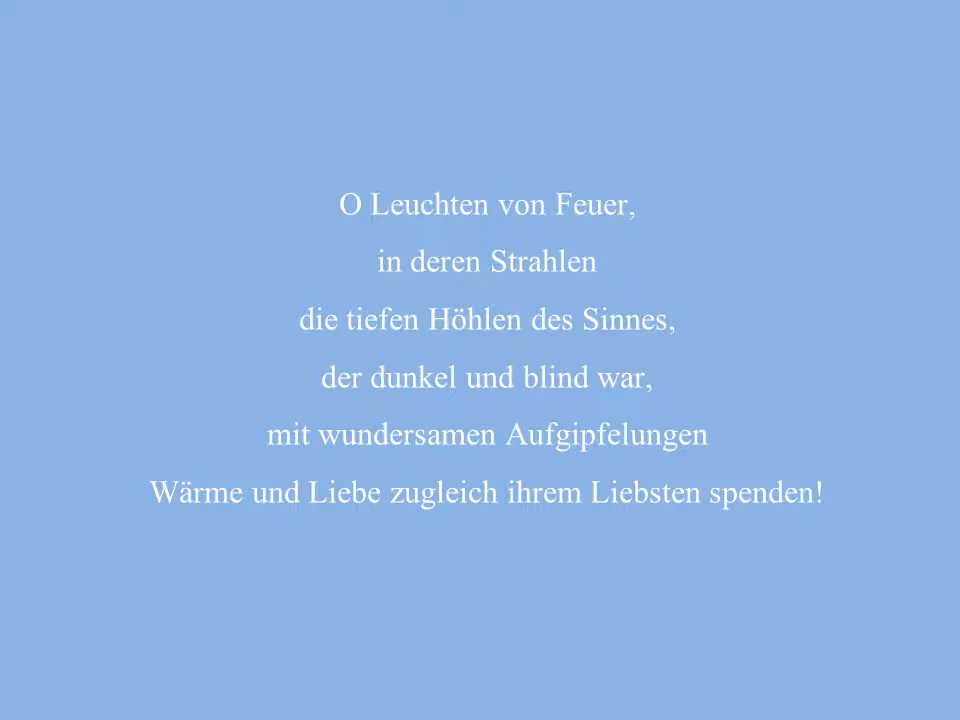 O Leuchten von Feuer,
in deren Strahlen
die tiefen Höhlen des Sinnes,
der dunkel und blind war,
mit wundersamen Aufgipfelungen
Wärme und Liebe zugleich ihrem Liebsten spenden!